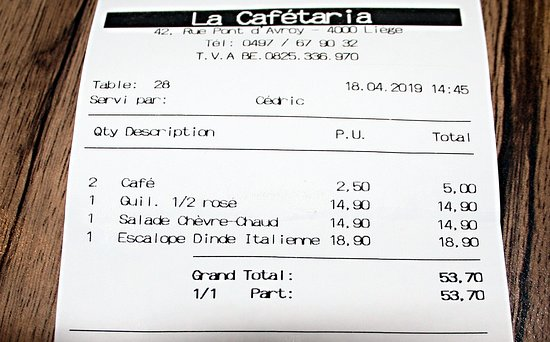 La Cafétaria
42, Rue Pont d'Avroy - 4000 Liège
Tél: 0497 / 67 90 32
T.V.A BE.0825.336.970
Table: 28 18.04.2019 14:45
Servi par: Cédric
Qty Description P.U. Total
2 Café 2,50 5,00
1 Guil. 1/2 rose 14,90 14,90
1 Salade Chèvre-Chaud 14,90 14,90
1 Escalope Dinde Italienne 18,90 18,90
Grand Total: 53,70
1/1 Part: 53,70